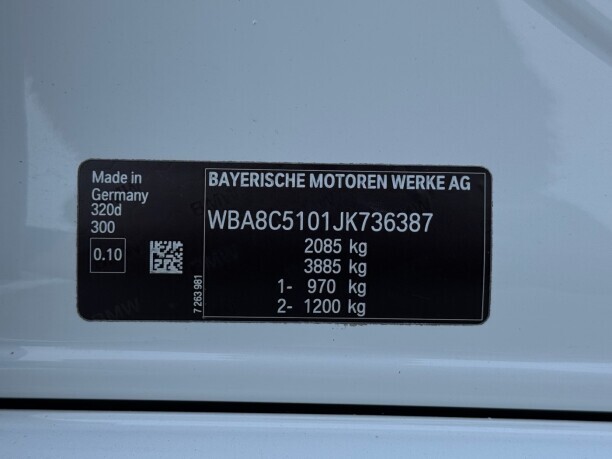 Made in
Germany
320d
300
0.10
7 263 981
BAYERISCHE MOTOREN WERKE AG
WBA8C5101JK736387
2085 kg
3885 kg
1- 970 kg
2- 1200 kg